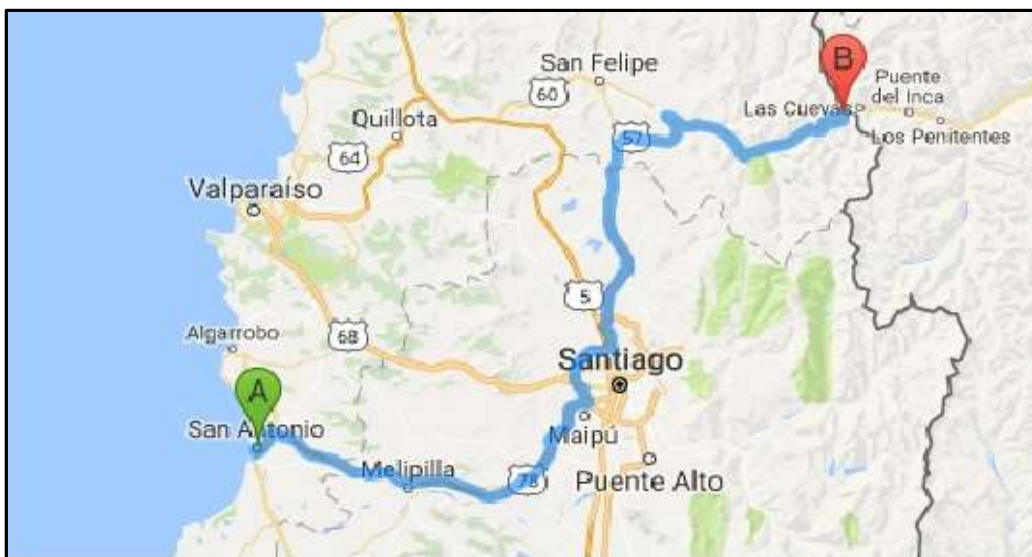 B
San Felipe
Puente
del Inca
60
Las Cuevas
Quillota
57
Los Penitentes
64
Valparaíso
5
Algarrobo
68
Santiago
A
San Antonio
Maipú
Melipilla
78
Puente Alto